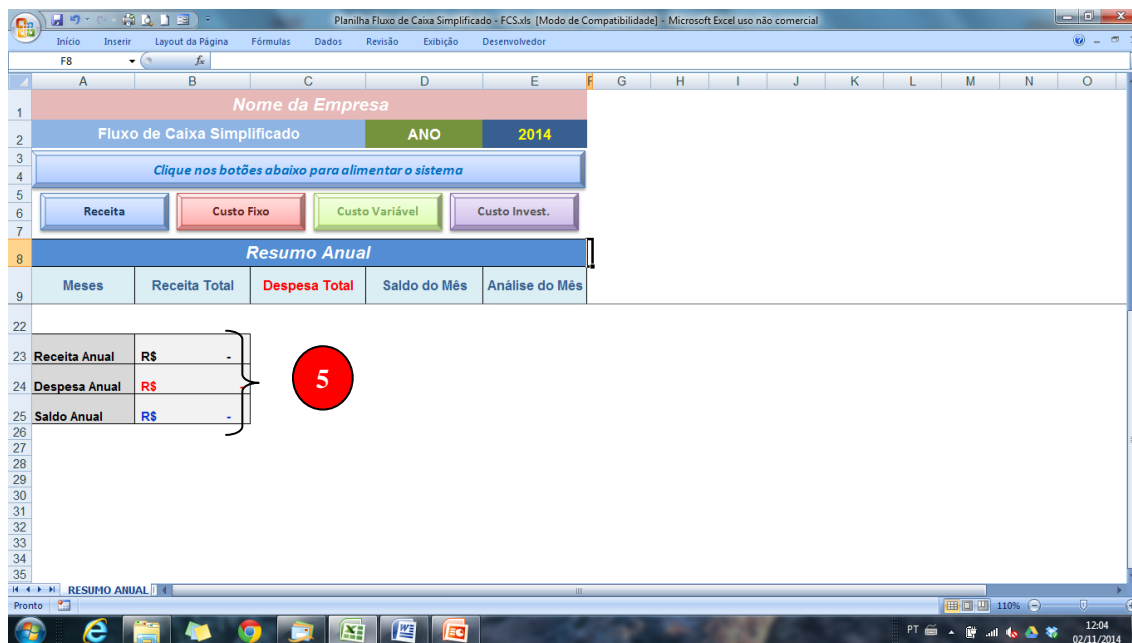 Planilha Fluxo de Caixa Simplificado - FCS.xls [Modo de Compatibilidade] - Microsoft Excel uso não comercial
Início Inserir Layout da Página Fórmulas Dados Revisão Exibição Desenvolvedor
F8 fx
A B C D E F G H I J K L M N O
1 Nome da Empresa
2 Fluxo de Caixa Simplificado ANO 2014
3
4 Clique nos botões abaixo para alimentar o sistema
5
6 Receita Custo Fixo Custo Variável Custo Invest.
7
8 Resumo Anual
9 Meses Receita Total Despesa Total Saldo do Mês Análise do Mês
22
23 Receita Anual R$ -
24 Despesa Anual R$ -
5
25 Saldo Anual R$ -
26
27
28
29
30
31
32
33
34
35
RESUMO ANUAL
Pronto 110%
PT 12:04
02/11/2014